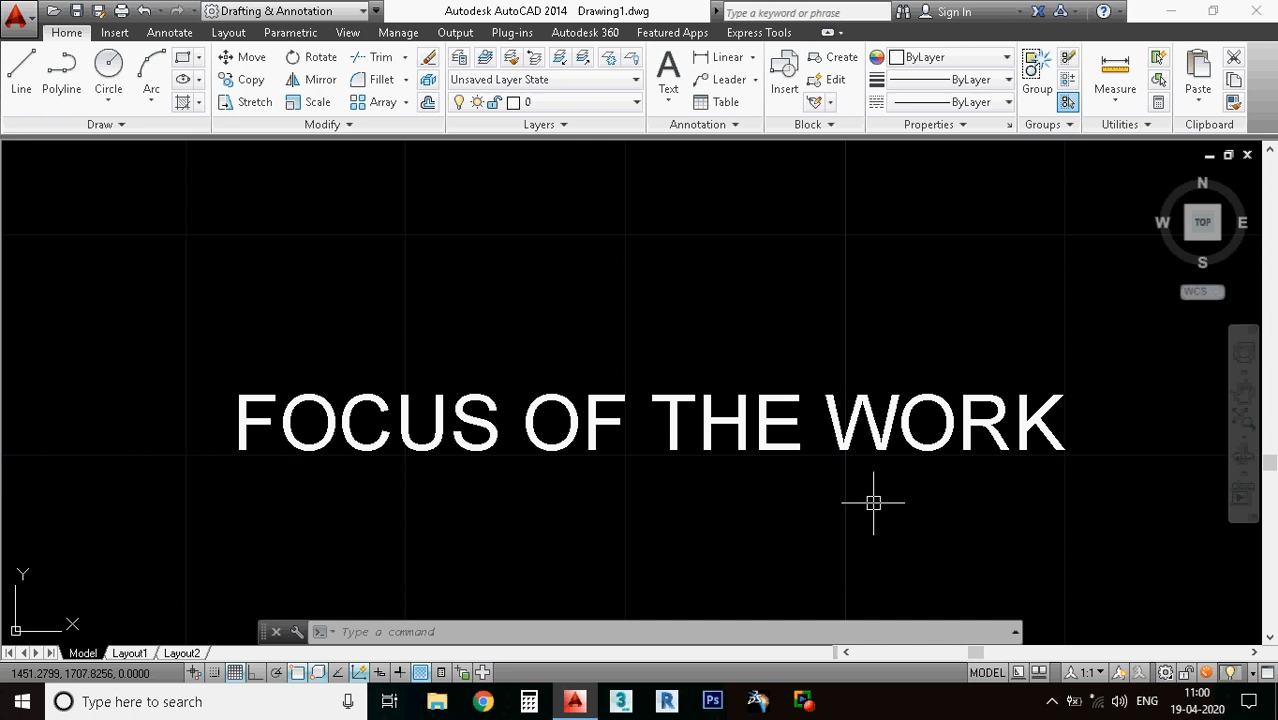 Drafting & Annotation Autodesk AutoCAD 2014 Drawing1.dwg Type a keyword or phrase Sign In
Home Insert Annotate Layout Parametric View Manage Output Plug-ins Autodesk 360 Featured Apps Express Tools
Line Polyline Circle Arc Move Rotate Trim Unsaved Layer State Text Linear Insert Create ByLayer Group Measure Paste
Copy Mirror Fillet Leader Edit ByLayer
Stretch Scale Array 0 Table ByLayer
Draw Modify Layers Annotation Block Properties Groups Utilities Clipboard
N
W TOP E
S
WCS
FOCUS OF THE WORK
Y
X
Type a command
Model Layout1 Layout2
1451.2799, 1707.8256, 0.0000 MODEL 1:1
Type here to search Ps ENG 11:00
19-04-2020